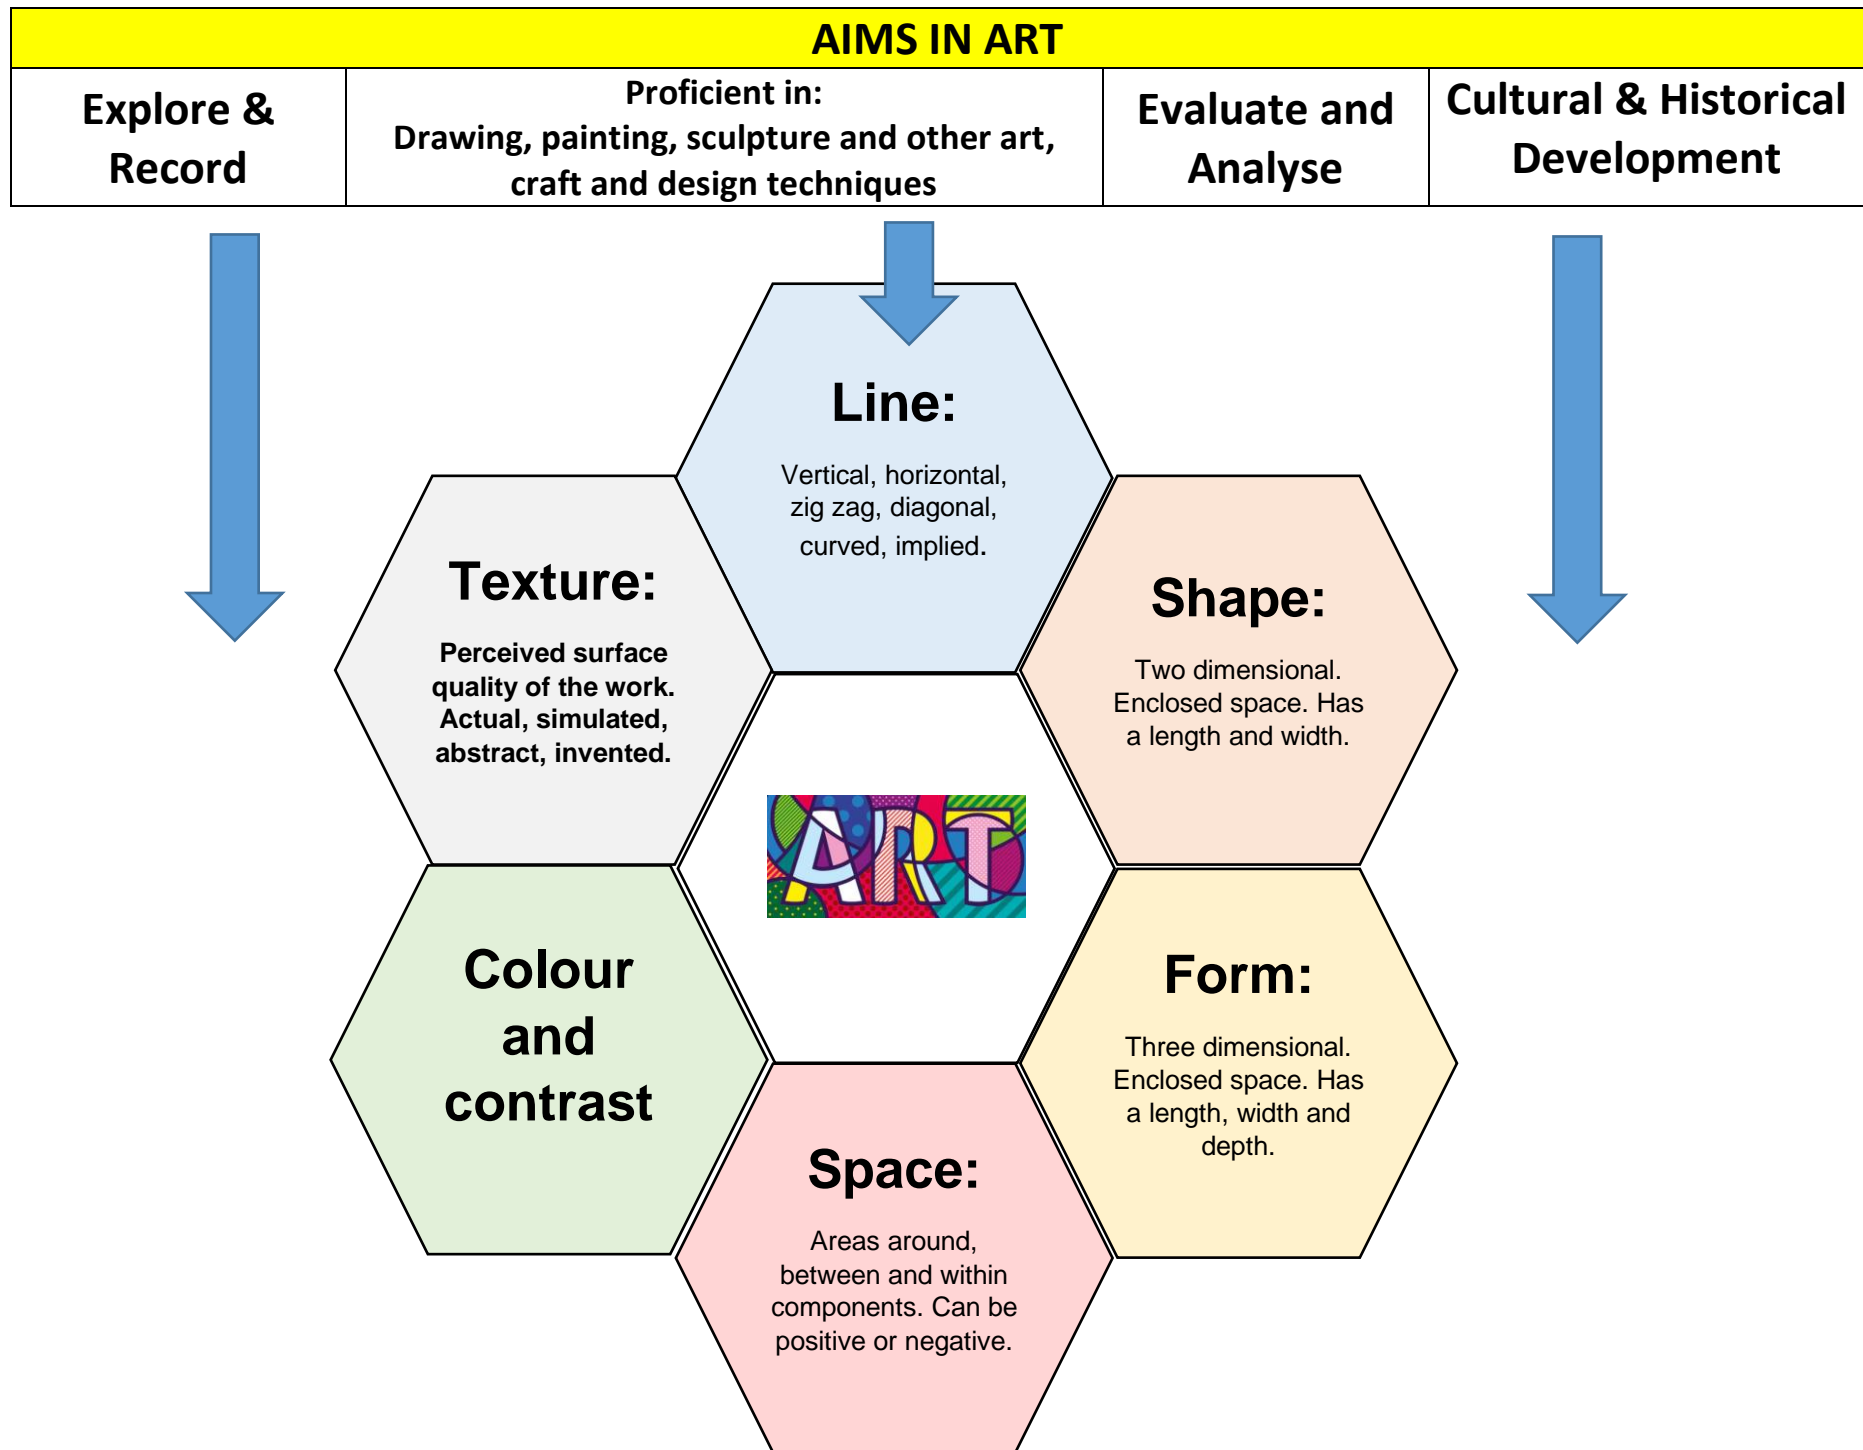 AIMS IN ART
Explore &
Record
Proficient in:
Drawing, painting, sculpture and other art,
craft and design techniques
Evaluate and
Analyse
Cultural & Historical
Development
Line:
Vertical, horizontal,
zig zag, diagonal,
curved, implied.
Texture:
Perceived surface
quality of the work.
Actual, simulated,
abstract, invented.
Shape:
Two dimensional.
Enclosed space. Has
a length and width.
ART
Colour
and
contrast
Form:
Three dimensional.
Enclosed space. Has
a length, width and
depth.
Space:
Areas around,
between and within
components. Can be
positive or negative.